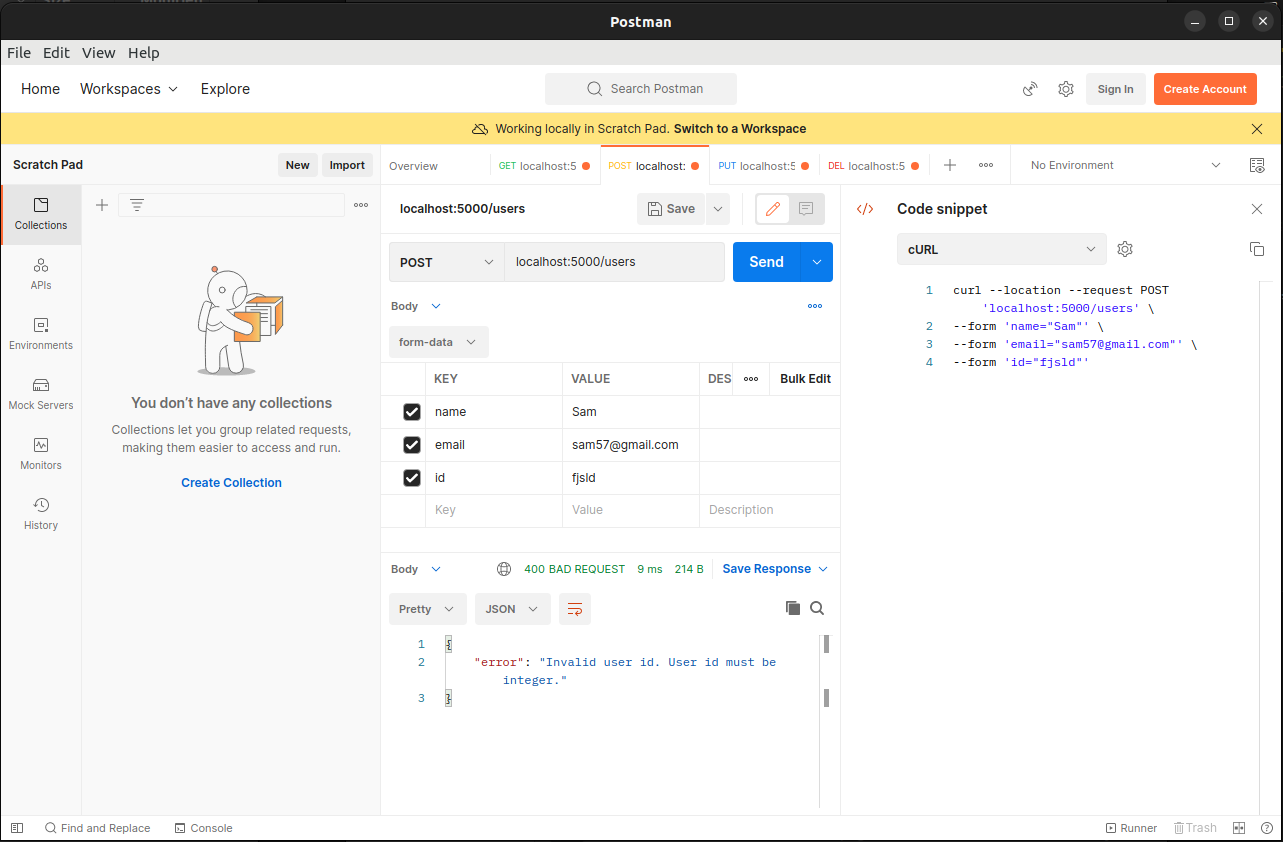 Postman
File Edit View Help
Home Workspaces Explore Search Postman Sign In Create Account
Working locally in Scratch Pad. Switch to a Workspace
Scratch Pad New Import
Overview GET localhost:5 POST localhost: PUT localhost:5 DEL localhost:5 No Environment
Collections
APIs
Environments
Mock Servers
Monitors
History
You don't have any collections
Collections let you group related requests,
making them easier to access and run.
Create Collection
localhost:5000/users Save
POST localhost:5000/users Send
Body
form-data
KEY VALUE DES Bulk Edit
name Sam
email sam57@gmail.com
id fjsld
Key Value Description
Body 400 BAD REQUEST 9 ms 214 B Save Response
Pretty JSON
1 {
2 "error": "Invalid user id. User id must be
integer."
3 }
</> Code snippet
cURL
1 curl --location --request POST
'localhost:5000/users' \
2 --form 'name="Sam"' \
3 --form 'email="sam57@gmail.com"' \
4 --form 'id="fjsld"'
Find and Replace Console Runner Trash